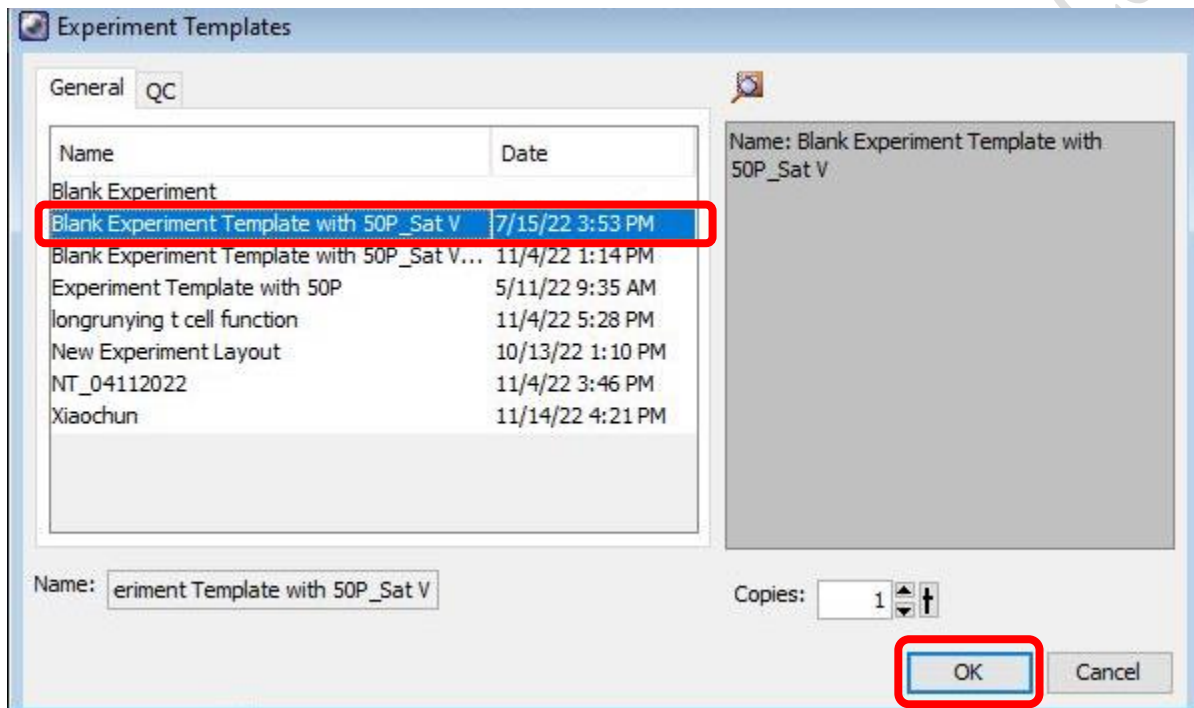 Experiment Templates
General QC
Name Date
Blank Experiment
Blank Experiment Template with 50P_Sat V 7/15/22 3:53 PM
Blank Experiment Template with 50P_Sat V... 11/4/22 1:14 PM
Experiment Template with 50P 5/11/22 9:35 AM
longrunying t cell function 11/4/22 5:28 PM
New Experiment Layout 10/13/22 1:10 PM
NT_04112022 11/4/22 3:46 PM
Xiaochun 11/14/22 4:21 PM
Name: Blank Experiment Template with
50P_Sat V
Name: eriment Template with 50P_Sat V
Copies: 1
OK Cancel